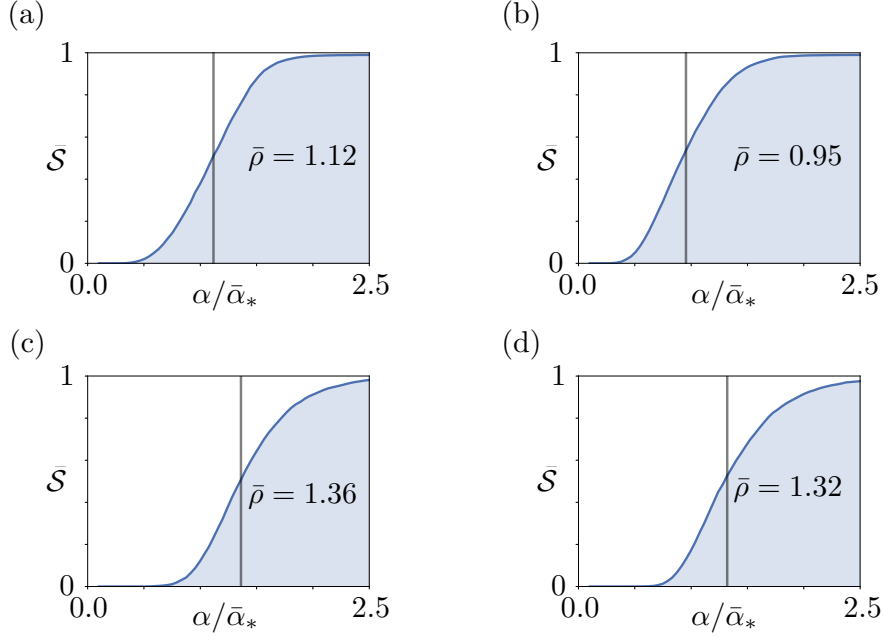 (a)
1
S̄
ρ̄ = 1.12
0
0.0
α/ᾱ*
2.5
(b)
1
S̄
ρ̄ = 0.95
0
0.0
α/ᾱ*
2.5
(c)
1
S̄
ρ̄ = 1.36
0
0.0
α/ᾱ*
2.5
(d)
1
S̄
ρ̄ = 1.32
0
0.0
α/ᾱ*
2.5